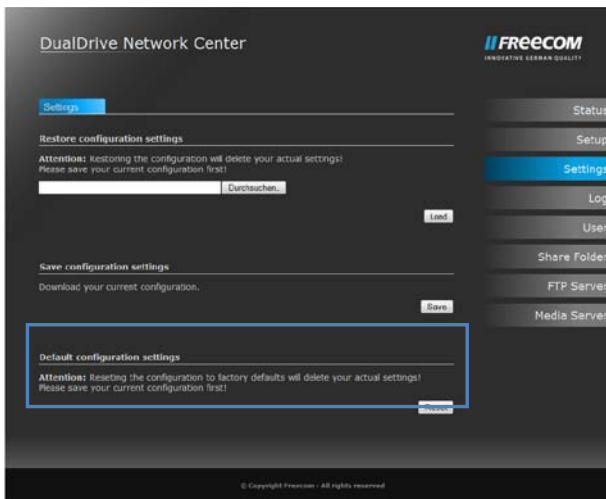 DualDrive Network Center
FREECOM
INNOVATIVE GERMAN QUALITY
Settings
Restore configuration settings
Attention: Restoring the configuration will delete your actual settings!
Please save your current configuration first!
Durchsuchen..
Load
Save configuration settings
Download your current configuration.
Save
Default configuration settings
Attention: Reseting the configuration to factory defaults will delete your actual settings!
Please save your current configuration first!
Status
Setup
Settings
Log
User
Share Folder
FTP Server
Media Server
© Copyright Freecom - All rights reserved